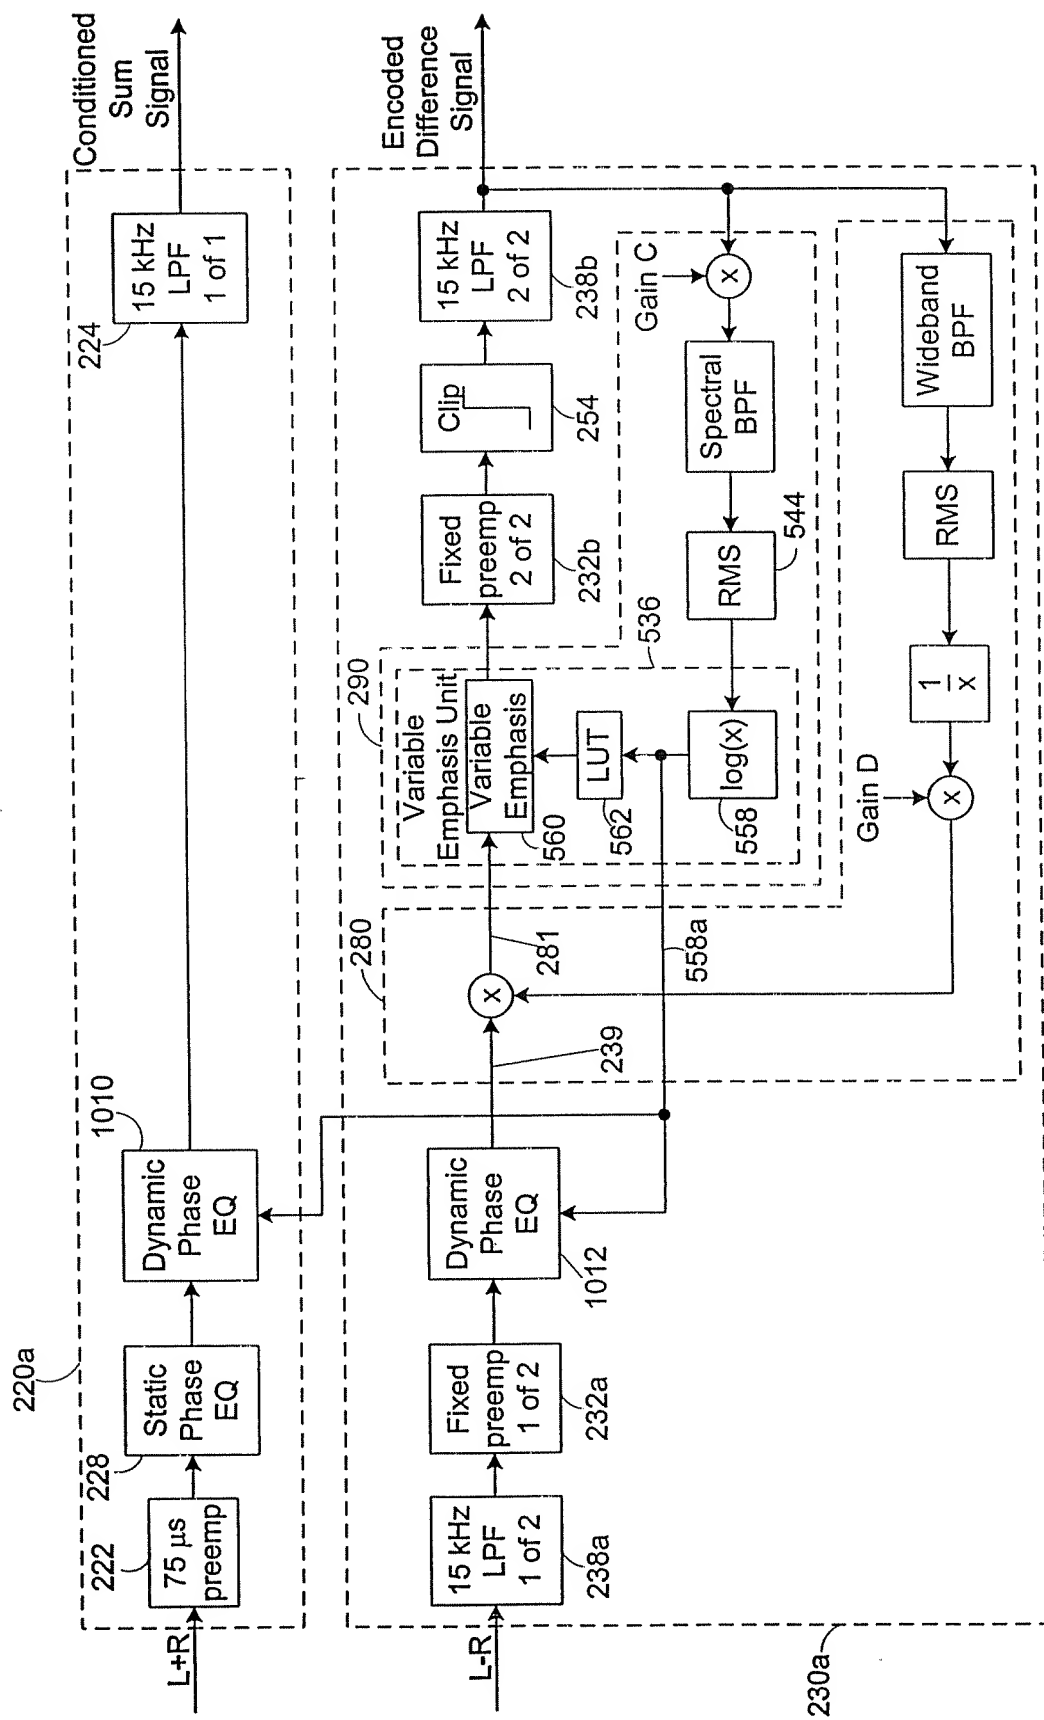 220a
L+R
222
75 µs
preemp
228
Static
Phase
EQ
1010
Dynamic
Phase
EQ
224
15 kHz
LPF
1 of 1
Conditioned
Sum
Signal
L-R
15 kHz
LPF
1 of 2
238a
Fixed
preemp
1 of 2
232a
Dynamic
Phase
EQ
1012
239
280
x
281
290
Variable
Emphasis Unit
Variable
Emphasis
560
LUT
562
log(x)
558
558a
536
Fixed
preemp
2 of 2
232b
Clip
254
15 kHz
LPF
2 of 2
238b
Encoded
Difference
Signal
RMS
544
Spectral
BPF
Gain C
x
Gain D
x
1
x
RMS
Wideband
BPF
230a